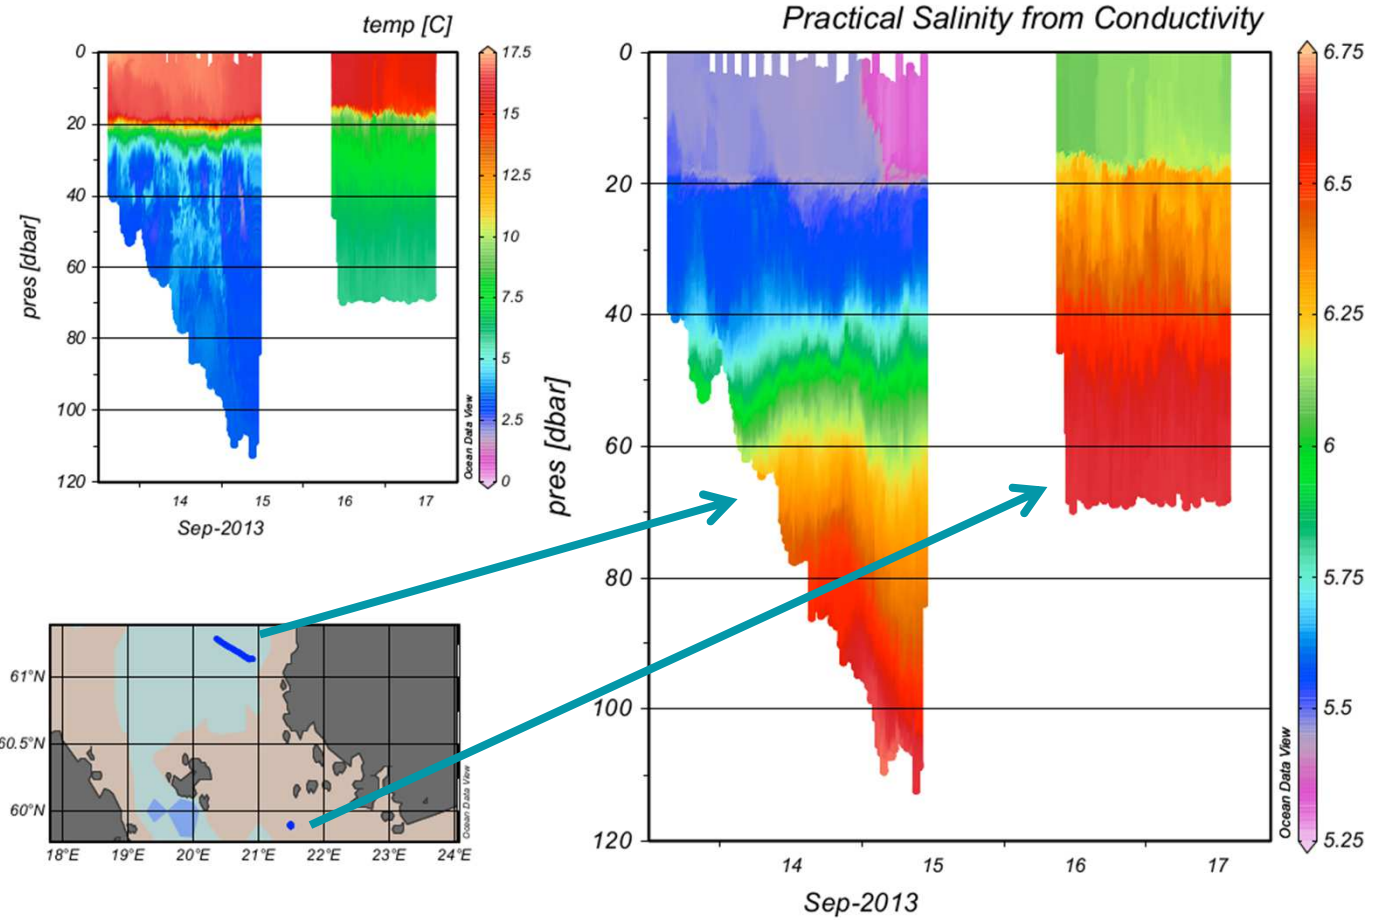 temp [C]
0
20
40
60
80
100
120
pres [dbar]
14
15
16
17
Sep-2013
17.5
15
12.5
10
7.5
5
2.5
0
Ocean Data View
Practical Salinity from Conductivity
0
20
40
60
80
100
120
pres [dbar]
14
15
16
17
Sep-2013
6.75
6.5
6.25
6
5.75
5.5
5.25
Ocean Data View
61°N
60.5°N
60°N
18°E
19°E
20°E
21°E
22°E
23°E
24°E
Ocean Data View